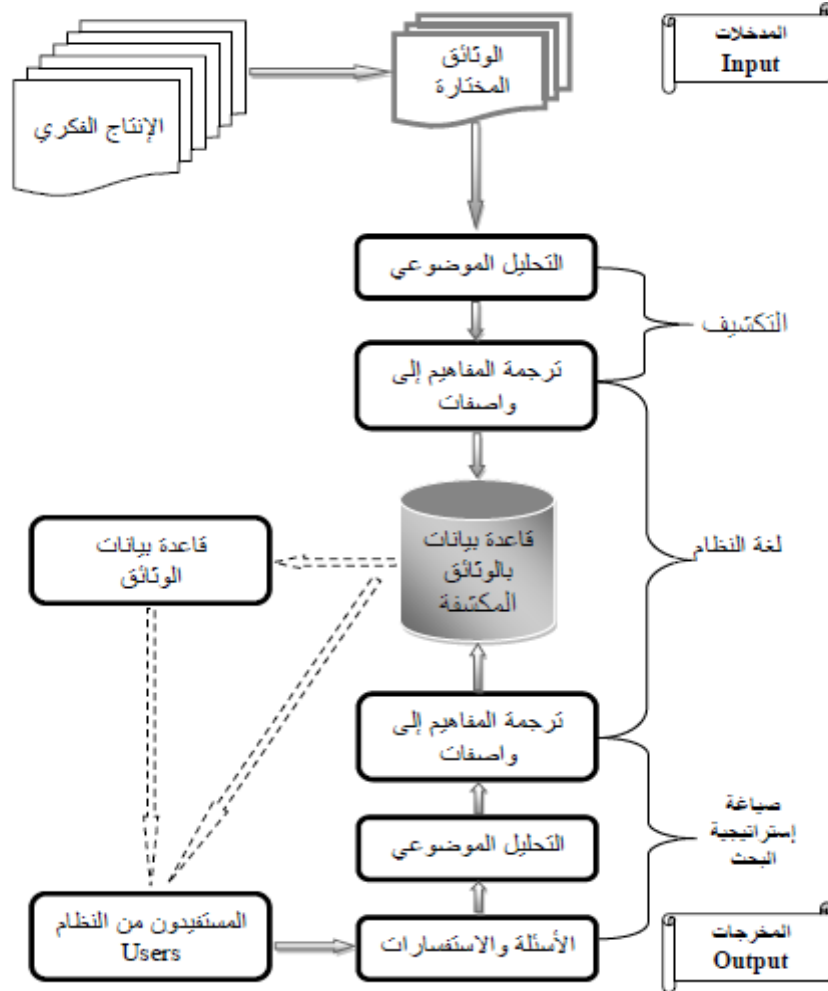 الوثائق
المختارة
المدخلات
Input
الإنتاج الفكري
التحليل الموضوعي
التكشيف
ترجمة المفاهيم إلى
واصفات
قاعدة بيانات
بالوثائق
المكشفة
قاعدة بيانات
الوثائق
لغة النظام
ترجمة المفاهيم إلى
واصفات
صياغة
إستراتيجية
البحث
التحليل الموضوعي
المستفيدون من النظام
Users
الأسئلة والاستفسارات
المخرجات
Output